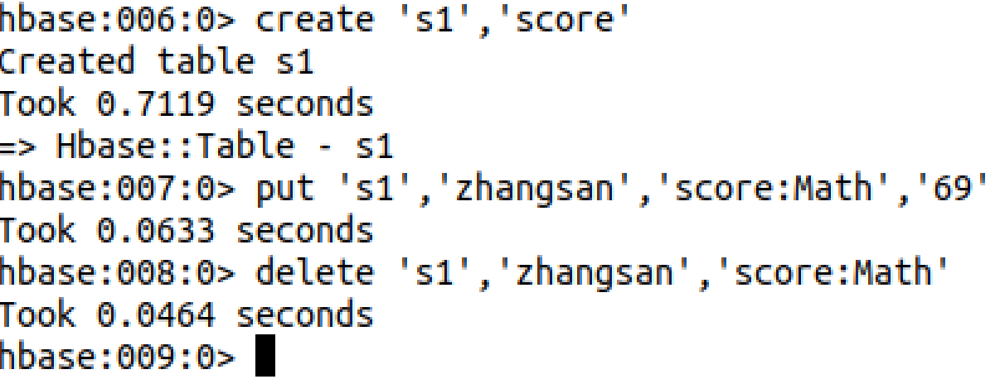 hbase:006:0> create 's1','score'
Created table s1
Took 0.7119 seconds
=> Hbase::Table - s1
hbase:007:0> put 's1','zhangsan','score:Math','69'
Took 0.0633 seconds
hbase:008:0> delete 's1','zhangsan','score:Math'
Took 0.0464 seconds
hbase:009:0>